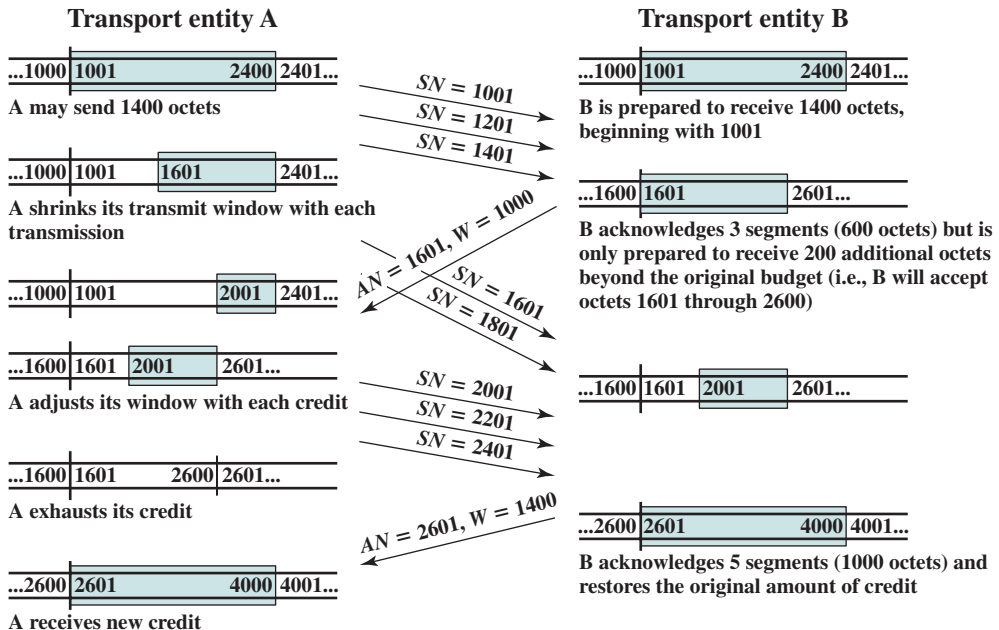 Transport entity A
Transport entity B
...1000 1001 2400 2401...
A may send 1400 octets
...1000 1001 1601 2401...
A shrinks its transmit window with each
transmission
...1000 1001 2001 2401...
...1600 1601 2001 2601...
A adjusts its window with each credit
...1600 1601 2600 2601...
A exhausts its credit
...2600 2601 4000 4001...
A receives new credit
SN = 1001
SN = 1201
SN = 1401
AN = 1601, W = 1000
SN = 1601
SN = 1801
SN = 2001
SN = 2201
SN = 2401
AN = 2601, W = 1400
...1000 1001 2400 2401...
B is prepared to receive 1400 octets,
beginning with 1001
...1600 1601 2601...
B acknowledges 3 segments (600 octets) but is
only prepared to receive 200 additional octets
beyond the original budget (i.e., B will accept
octets 1601 through 2600)
...1600 1601 2001 2601...
...2600 2601 4000 4001...
B acknowledges 5 segments (1000 octets) and
restores the original amount of credit